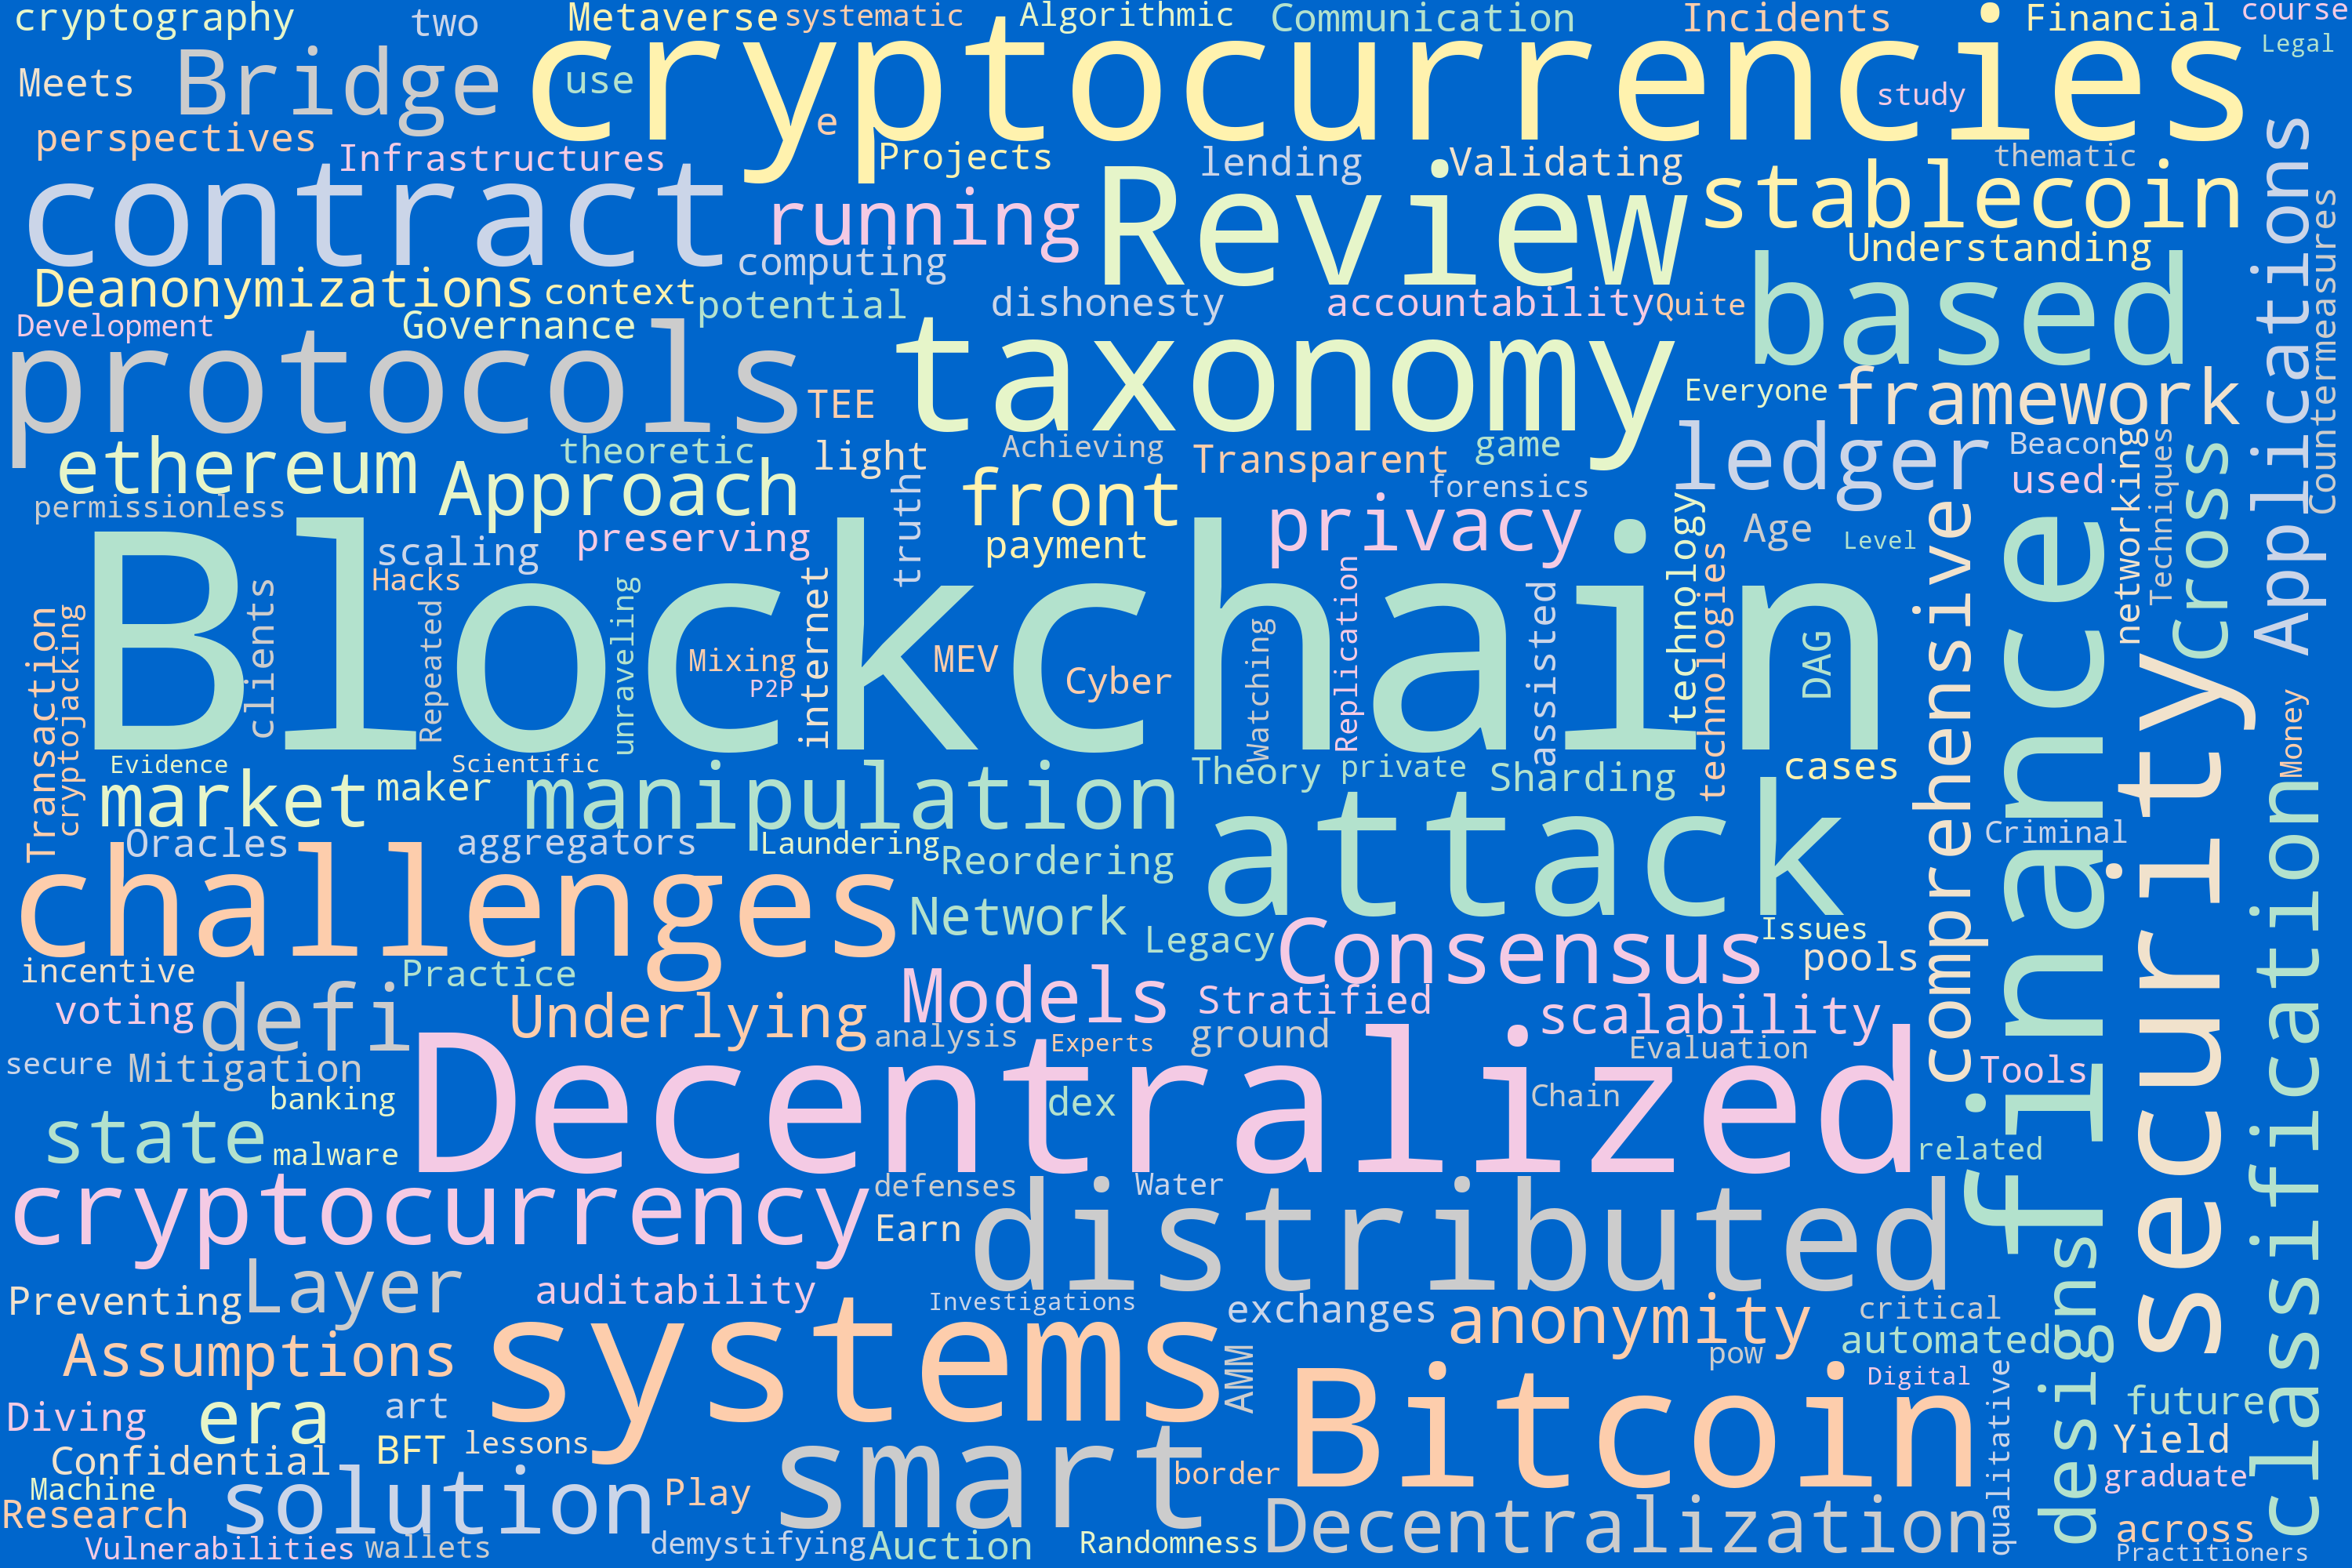 cryptography
two
Metaverse
systematic
Algorithmic
Communication
Incidents
Financial
course
Legal
Meets
Bridge
use
cryptocurrencies
study
perspectives
e
Infrastructures
Projects
lending
Validating
thematic
contract
running
Review
stablecoin
Applications
Countermeasures
computing
Understanding
Deanonymizations
context
potential
dishonesty
accountability
Quite
based
Development
Governance
protocols
TEE
taxonomy
Everyone
framework
theoretic
light
Achieving
Transparent
game
ledger
Beacon
networking
Techniques
Cross
ethereum
Approach
truth
front
forensics
used
permissionless
privacy
technology
Age
Level
comprehensive
scaling
preserving
payment
Hacks
Blockchain
finance
security
Transaction
cryptojacking
clients
Repeated
unraveling
Mixing
P2P
internet
MEV
Cyber
Watching
Replication
assisted
technologies
DAG
Money
Evidence
Scientific
market
maker
manipulation
Theory
private
Sharding
cases
attack
Oracles
aggregators
Laundering
Reordering
Criminal
classification
challenges
Network
Legacy
Consensus
Issues
pools
incentive
Practice
voting
defi
Underlying
Models
Stratified
scalability
secure
Mitigation
analysis
Experts
ground
Evaluation
Tools
banking
Decentralized
dex
Chain
state
malware
related
cryptocurrency
defenses
Water
Earn
distributed
designs
Preventing
Layer
auditability
Investigations
exchanges
anonymity
critical
automated
Assumptions
systems
AMM
pow
Digital
qualitative
Diving
era
art
Bitcoin
future
BFT
lessons
Yield
Confidential
smart
border
graduate
Machine
Research
solution
Play
Decentralization
across
Vulnerabilities
wallets
demystifying
Auction
Randomness
Practitioners